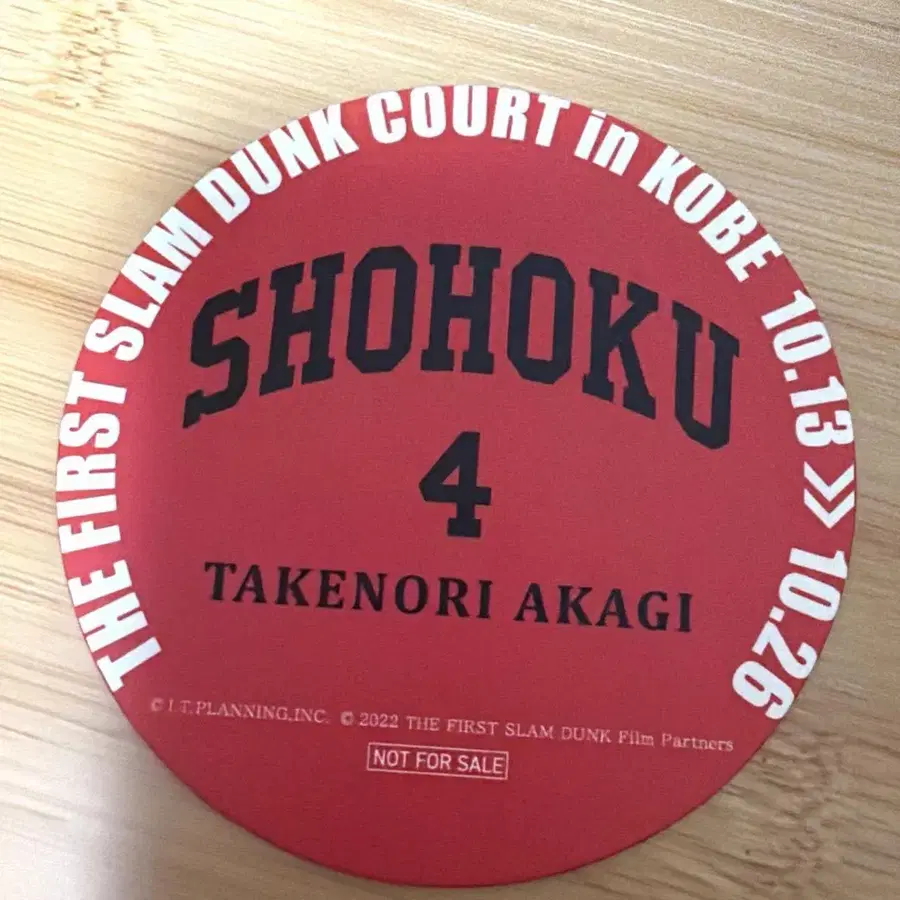 THE FIRST SLAM DUNK COURT in KOBE 10.13 >> 10.26
SHOHOKU
4
TAKENORI AKAGI
© I.T.PLANNING,INC. © 2022 THE FIRST SLAM DUNK Film Partners
NOT FOR SALE